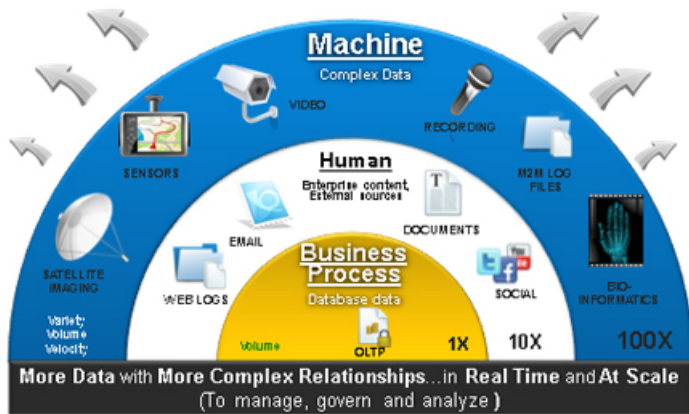 Machine
Complex Data
VIDEO
RECORDING
SENSORS
M2M LOG
FILES
Human
Enterprise content,
External sources
T
DOCUMENTS
EMAIL
SATELLITE
IMAGING
WEB LOGS
Business
Process
Database data
You
SOCIAL
BIO-
INFORMATICS
Variety
Volume
Velocity
Volume
OLTP
1X
10X
100X
More Data with More Complex Relationships...in Real Time and At Scale
(To manage, govern and analyze )